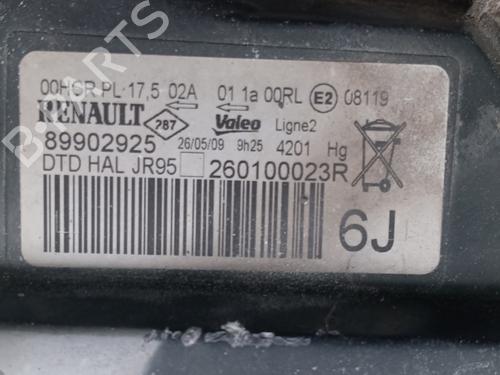 00HCR PL 17,5 02A 01 1a 00RL E2 08119
RENAULT 787 Valeo Ligne2
89902925 26/05/09 9h25 4201 Hg
DTD HAL JR95 260100023R
6J